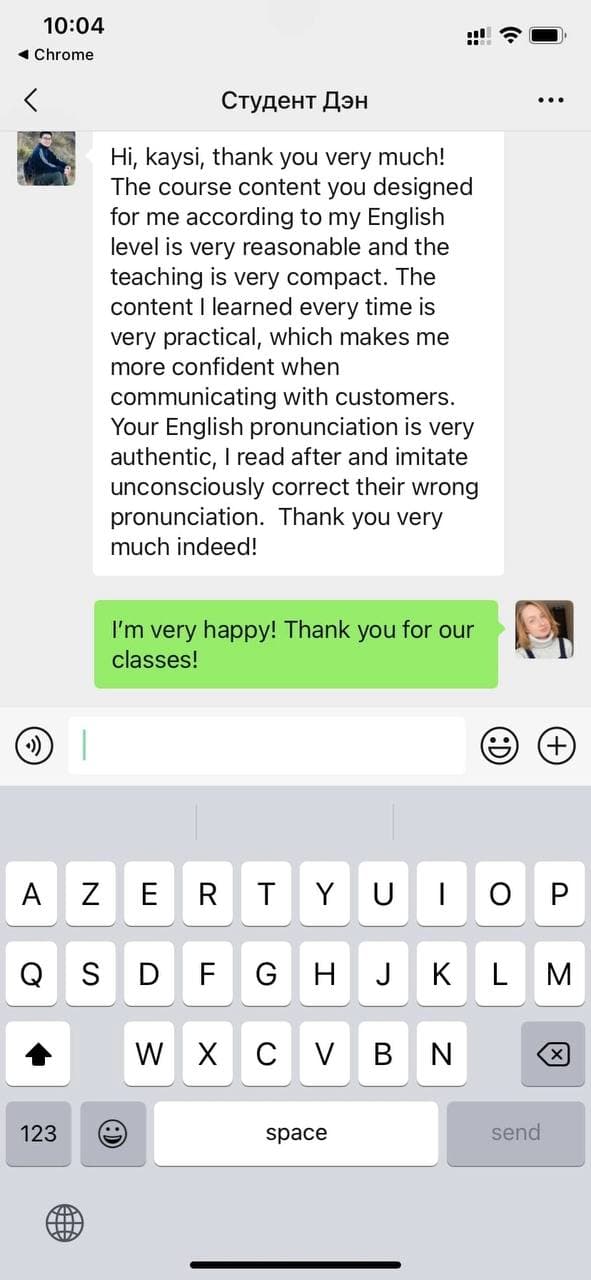 10:04
◀ Chrome
Студент Дэн
Hi, kaysi, thank you very much!
The course content you designed
for me according to my English
level is very reasonable and the
teaching is very compact. The
content I learned every time is
very practical, which makes me
more confident when
communicating with customers.
Your English pronunciation is very
authentic, I read after and imitate
unconsciously correct their wrong
pronunciation.  Thank you very
much indeed!
I’m very happy! Thank you for our
classes!
A Z E R T Y U I O P
Q S D F G H J K L M
W X C V B N
123 space send